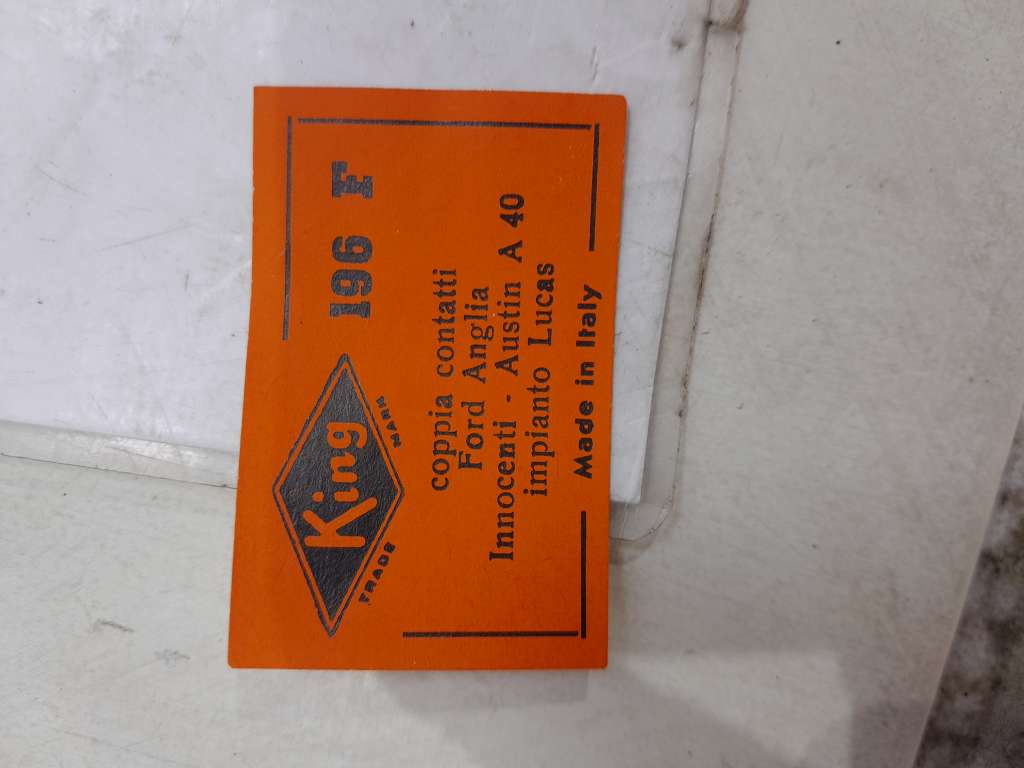 King
TRADE MARK
196 F
coppia contatti
Ford Anglia
Innocenti - Austin A 40
impianto Lucas
Made in Italy